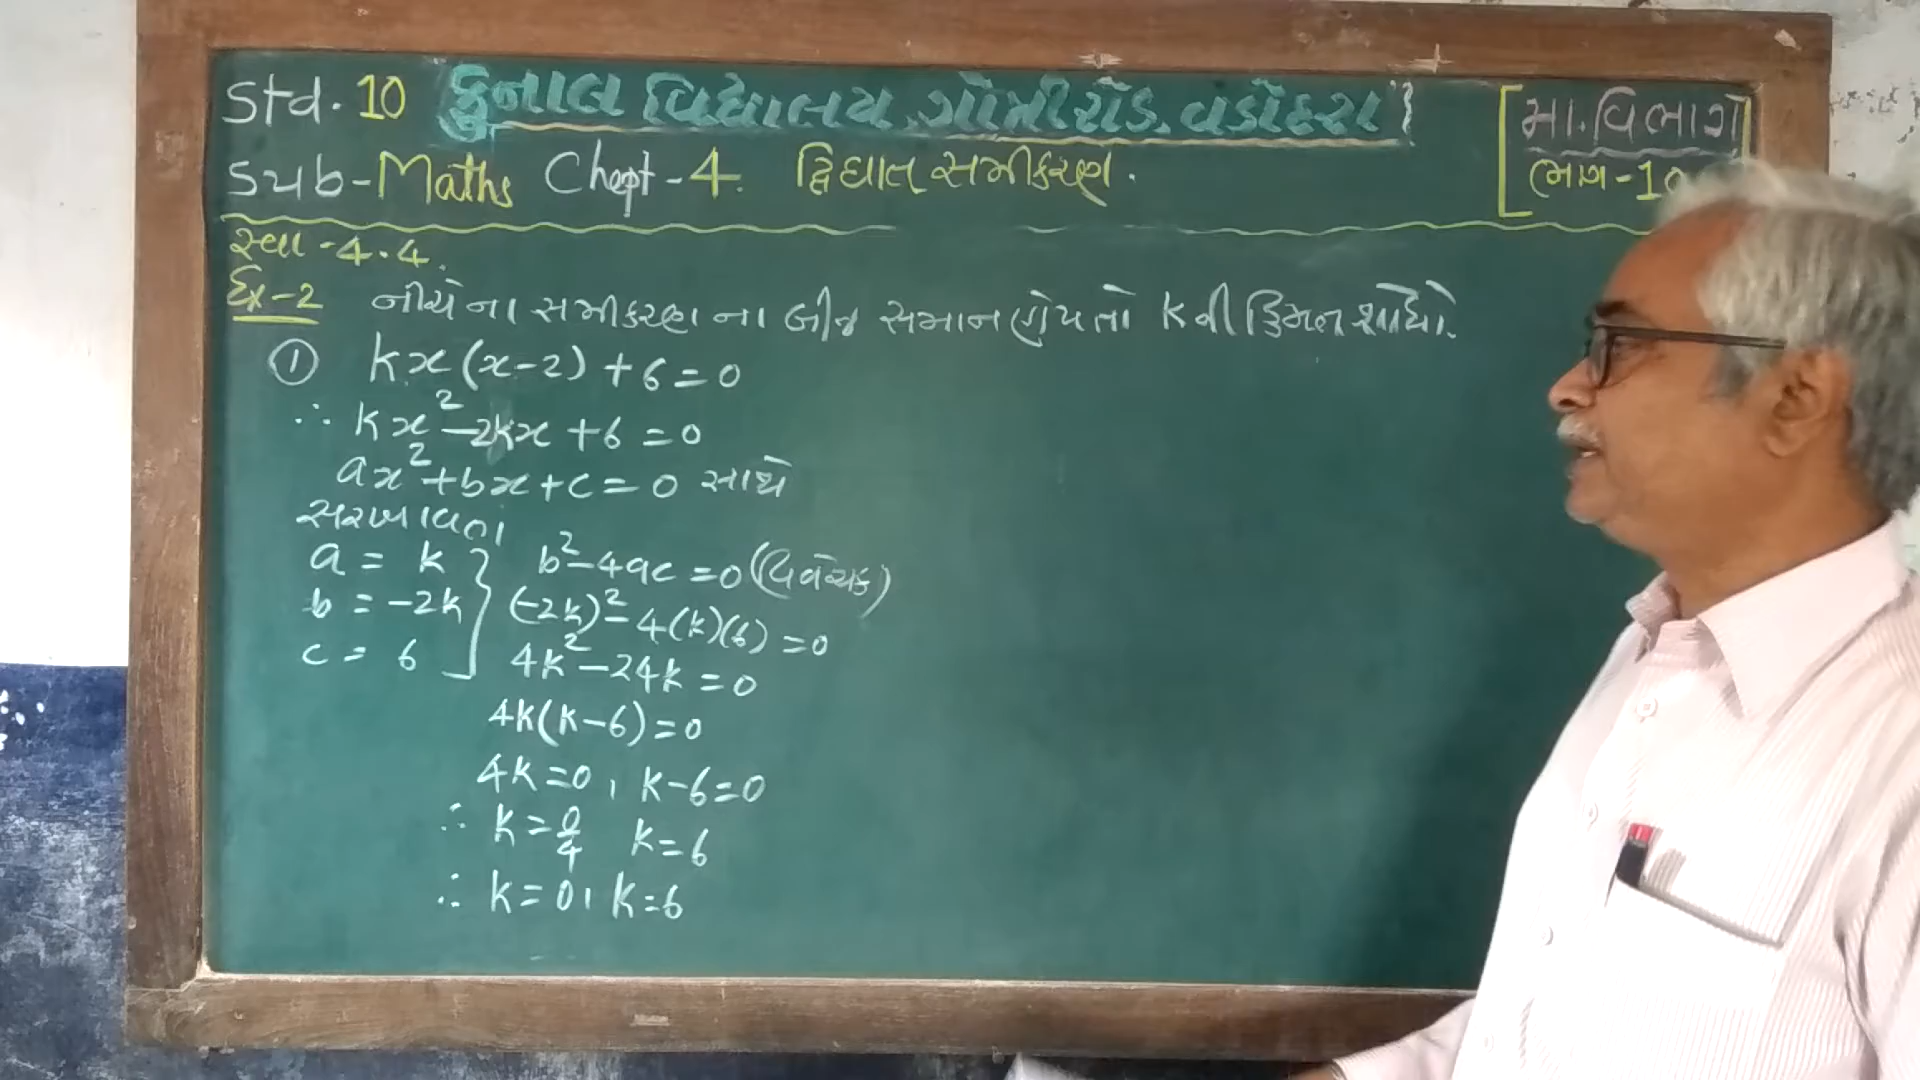 Std. 10 કુનાલ વિદ્યાલય ગોત્રીરોડ, વડોદરા
[મા.વિભાગ
Sub-Maths Chept-4. દ્વિઘાત સમીકરણ.
ભાગ-10
સ્વા-4.4.
Ex-2 નીચે ના સમીકરણ ના બીજ સમાન હોય તો K ની કિંમત શોધો.
① kx(x-2)+6=0
∴ kx²-2kx+6=0
ax²+bx+c=0 સાથે
સરખાવતા
a = k } b²-4ac=0 (વિવેચક)
b = -2k (-2k)²-4(k)(6)=0
c = 6 4k²-24k=0
4k(k-6)=0
4k=0, k-6=0
∴ k=0/4 k=6
∴ k=0, k=6